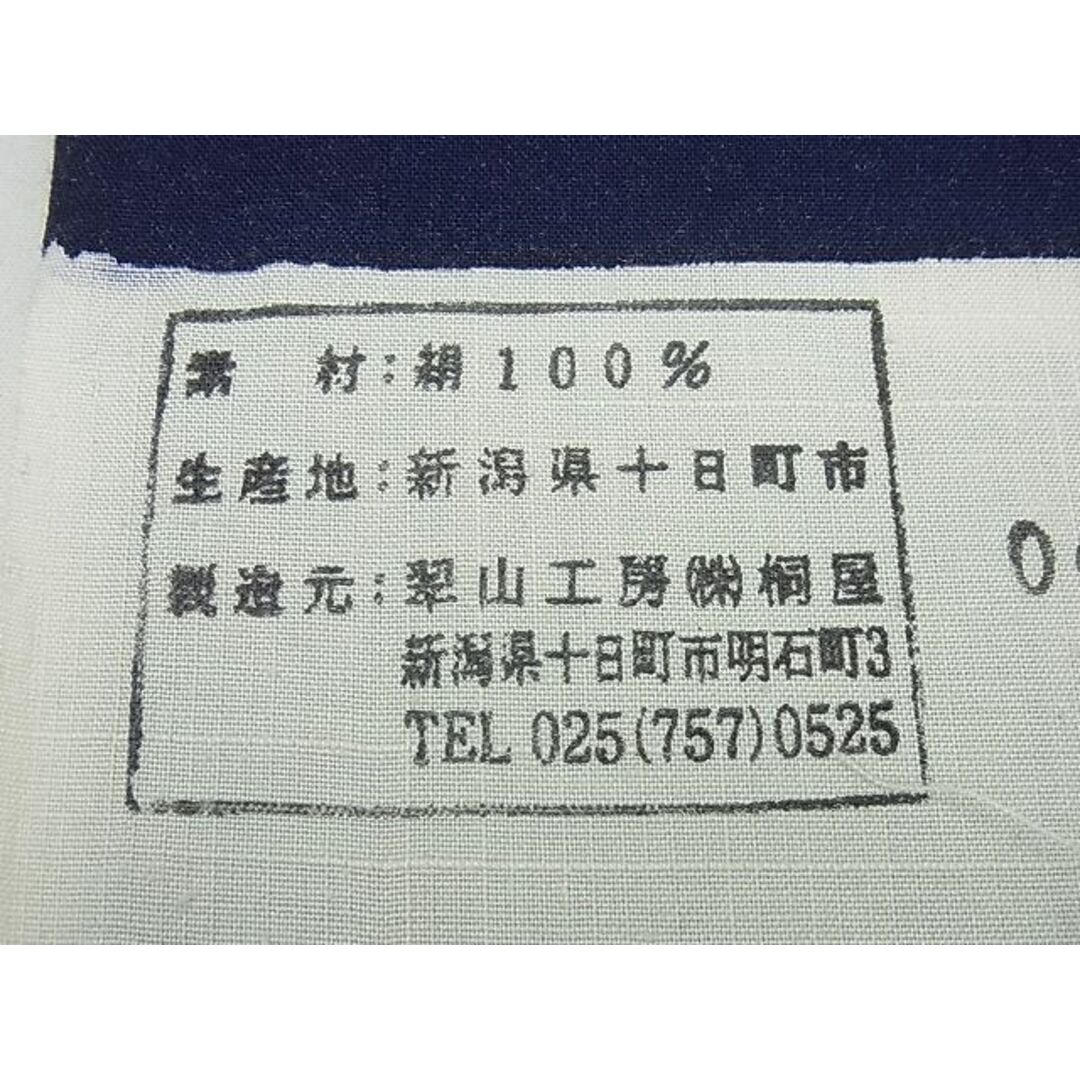 素 材：絹100%
生産地：新潟県十日町市
製造元：翠山工房㈱桐屋
新潟県十日町市明石町3
TEL 025(757)0525